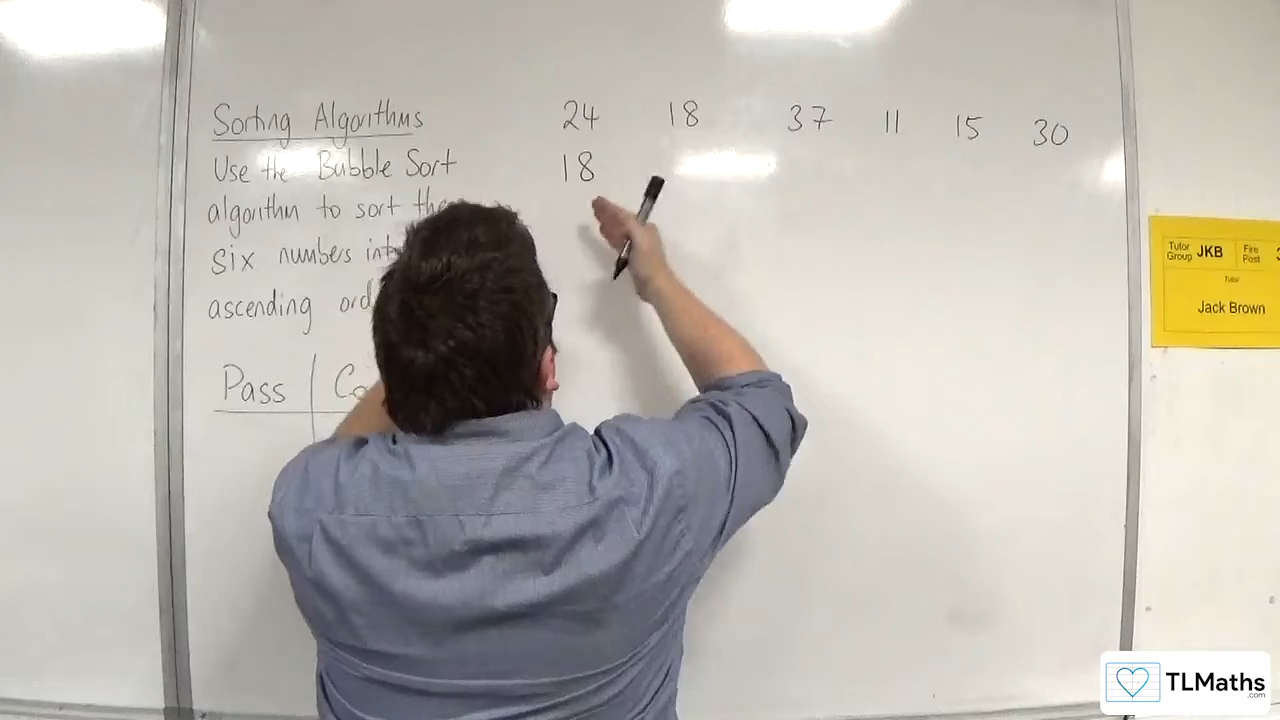 Sorting Algorithms
Use the Bubble Sort
algorithm to sort
six numbers
ascending
Pass
24 18 37 11 15 30
18
Tutor Group JKB Fire Post
Tutor
Jack Brown
TLMaths
.com